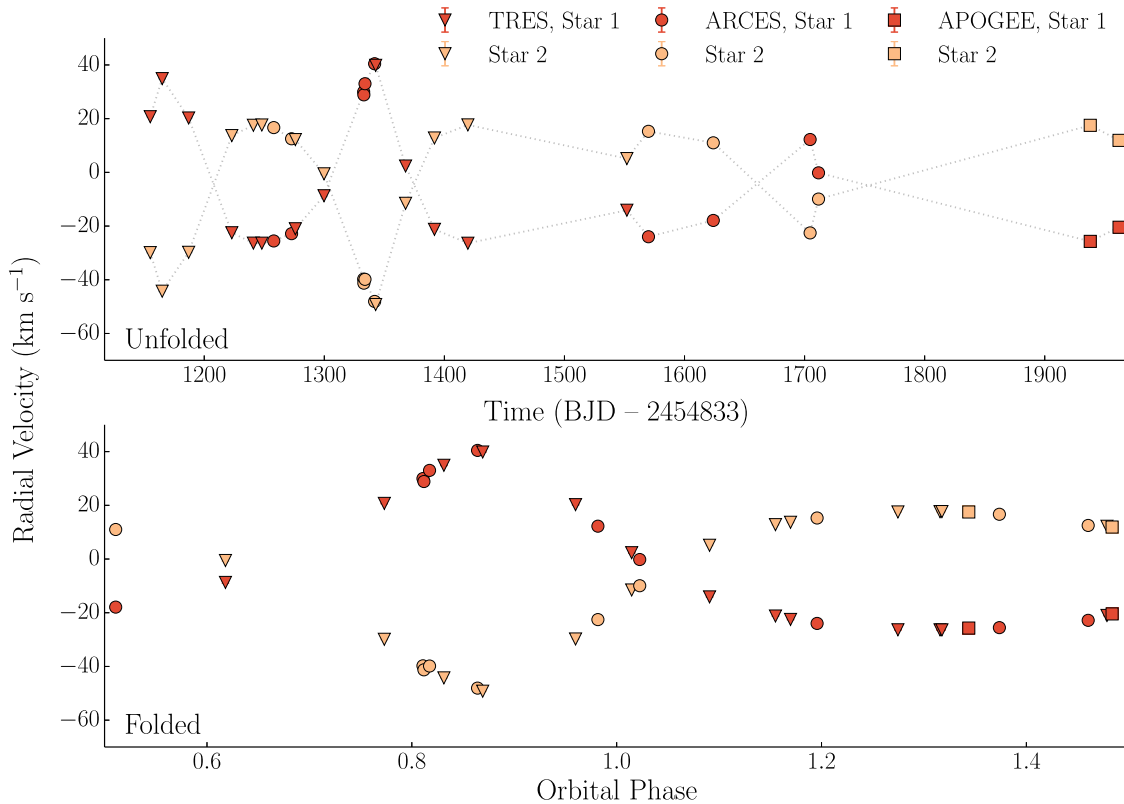 TRES, Star 1 ARCES, Star 1 APOGEE, Star 1
Star 2 Star 2 Star 2
40
20
0
−20
−40
−60
Unfolded
1200 1300 1400 1500 1600 1700 1800 1900
Time (BJD – 2454833)
Radial Velocity (km s⁻¹)
40
20
0
−20
−40
−60
Folded
0.6 0.8 1.0 1.2 1.4
Orbital Phase